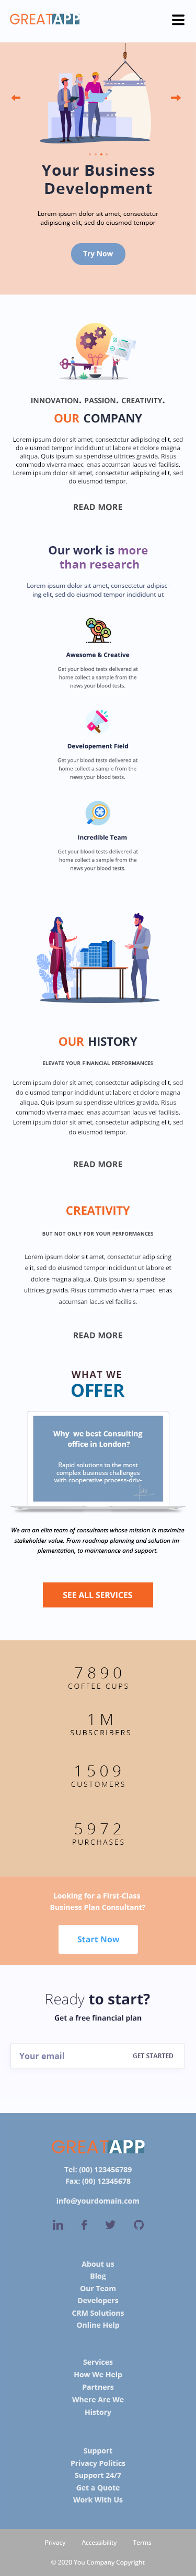 GREATAPP
Your Business
Development
Lorem ipsum dolor sit amet, consectetur
adipiscing elit, sed do eiusmod tempor
Try Now
INNOVATION. PASSION. CREATIVITY.
OUR COMPANY
Lorem ipsum dolor sit amet, consectetur adipiscing elit, sed
do eiusmod tempor incididunt ut labore et dolore magna
aliqua. Quis ipsum su spendisse ultrices gravida. Risus
commodo viverra maec enas accumsan lacus vel facilisis.
Lorem ipsum dolor sit amet, consectetur adipiscing elit, sed
do eiusmod tempor.
READ MORE
Our work is more
than research
Lorem ipsum dolor sit amet, consectetur adipisc-
ing elit, sed do eiusmod tempor incididunt ut
Awesome & Creative
Get your blood tests delivered at
home collect a sample from the
news your blood tests.
Developement Field
Get your blood tests delivered at
home collect a sample from the
news your blood tests.
Incredible Team
Get your blood tests delivered at
home collect a sample from the
news your blood tests.
OUR HISTORY
ELEVATE YOUR FINANCIAL PERFORMANCES
Lorem ipsum dolor sit amet, consectetur adipiscing elit, sed
do eiusmod tempor incididunt ut labore et dolore magna
aliqua. Quis ipsum su spendisse ultrices gravida. Risus
commodo viverra maec enas accumsan lacus vel facilisis.
Lorem ipsum dolor sit amet, consectetur adipiscing elit, sed
do eiusmod tempor.
READ MORE
CREATIVITY
BUT NOT ONLY FOR YOUR PERFORMANCES
Lorem ipsum dolor sit amet, consectetur adipiscing
elit, sed do eiusmod tempor incididunt ut labore et
dolore magna aliqua. Quis ipsum su spendisse
ultrices gravida. Risus commodo viverra maec enas
accumsan lacus vel facilisis.
READ MORE
WHAT WE
OFFER
Why we best Consulting
office in London?
Rapid solutions to the most
complex business challenges
with cooperative process-driv-
We are an elite team of consultants whose mission is maximize
stakeholder value. From roadmap planning and solution im-
plementation, to maintenance and support.
SEE ALL SERVICES
7890
COFFEE CUPS
1M
SUBSCRIBERS
1509
CUSTOMERS
5972
PURCHASES
Looking for a First-Class
Business Plan Consultant?
Start Now
Ready to start?
Get a free financial plan
Your email
GET STARTED
GREATAPP
Tel: (00) 123456789
Fax: (00) 12345678
info@yourdomain.com
About us
Blog
Our Team
Developers
CRM Solutions
Online Help
Services
How We Help
Partners
Where Are We
History
Support
Privacy Politics
Support 24/7
Get a Quote
Work With Us
Privacy Accessibility Terms
© 2020 You Company Copyright